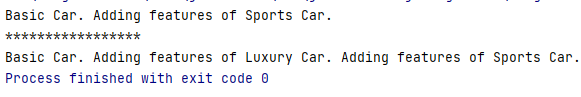 Basic Car. Adding features of Sports Car.
*****************
Basic Car. Adding features of Luxury Car. Adding features of Sports Car.
Process finished with exit code 0